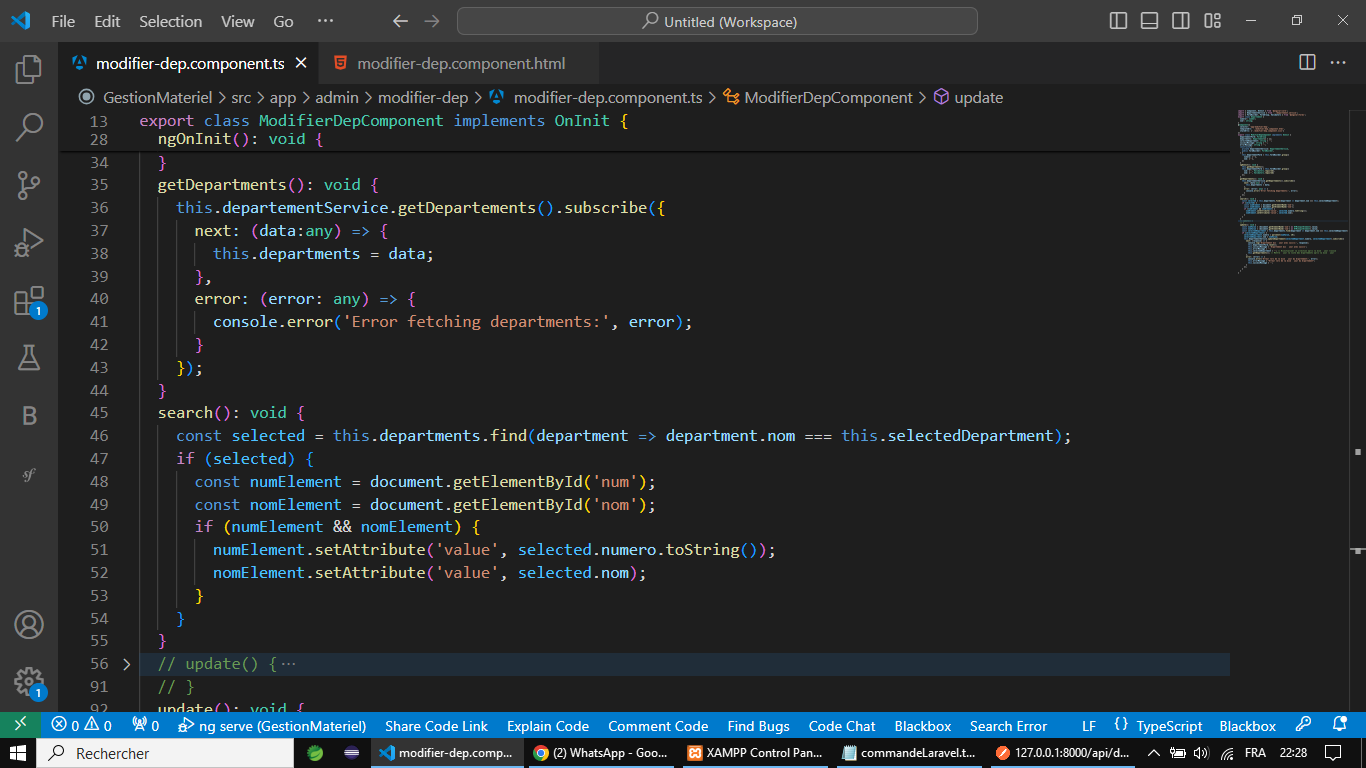 File Edit Selection View Go ··· Untitled (Workspace)
modifier-dep.component.ts modifier-dep.component.html
GestionMateriel > src > app > admin > modifier-dep > modifier-dep.component.ts > ModifierDepComponent > update
13 export class ModifierDepComponent implements OnInit {
28 ngOnInit(): void {
34 }
35 getDepartments(): void {
36 this.departementService.getDepartements().subscribe({
37 next: (data:any) => {
38 this.departments = data;
39 },
40 error: (error: any) => {
41 console.error('Error fetching departments:', error);
42 }
43 });
44 }
45 search(): void {
46 const selected = this.departments.find(department => department.nom === this.selectedDepartment);
47 if (selected) {
48 const numElement = document.getElementById('num');
49 const nomElement = document.getElementById('nom');
50 if (numElement && nomElement) {
51 numElement.setAttribute('value', selected.numero.toString());
52 nomElement.setAttribute('value', selected.nom);
53 }
54 }
55 }
56 // update() { ···
91 // }
92 update(): void {
1
B
sf
1
0 0 0 ng serve (GestionMateriel) Share Code Link Explain Code Comment Code Find Bugs Code Chat Blackbox Search Error LF {} TypeScript Blackbox
Rechercher modifier-dep.comp... (2) WhatsApp - Goo... XAMPP Control Pan... commandeLaravel.t... 127.0.0.1:8000/api/d... FRA 22:28